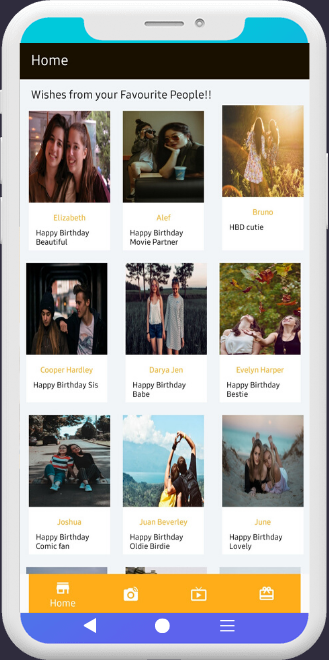 Home
Wishes from your Favourite People!!
Elizabeth
Happy Birthday
Beautiful
Alef
Happy Birthday
Movie Partner
Bruno
HBD cutie
Cooper Hardley
Happy Birthday Sis
Darya Jen
Happy Birthday
Babe
Evelyn Harper
Happy Birthday
Bestie
Joshua
Happy Birthday
Comic fan
Juan Beverley
Happy Birthday
Oldie Birdie
June
Happy Birthday
Lovely
Home